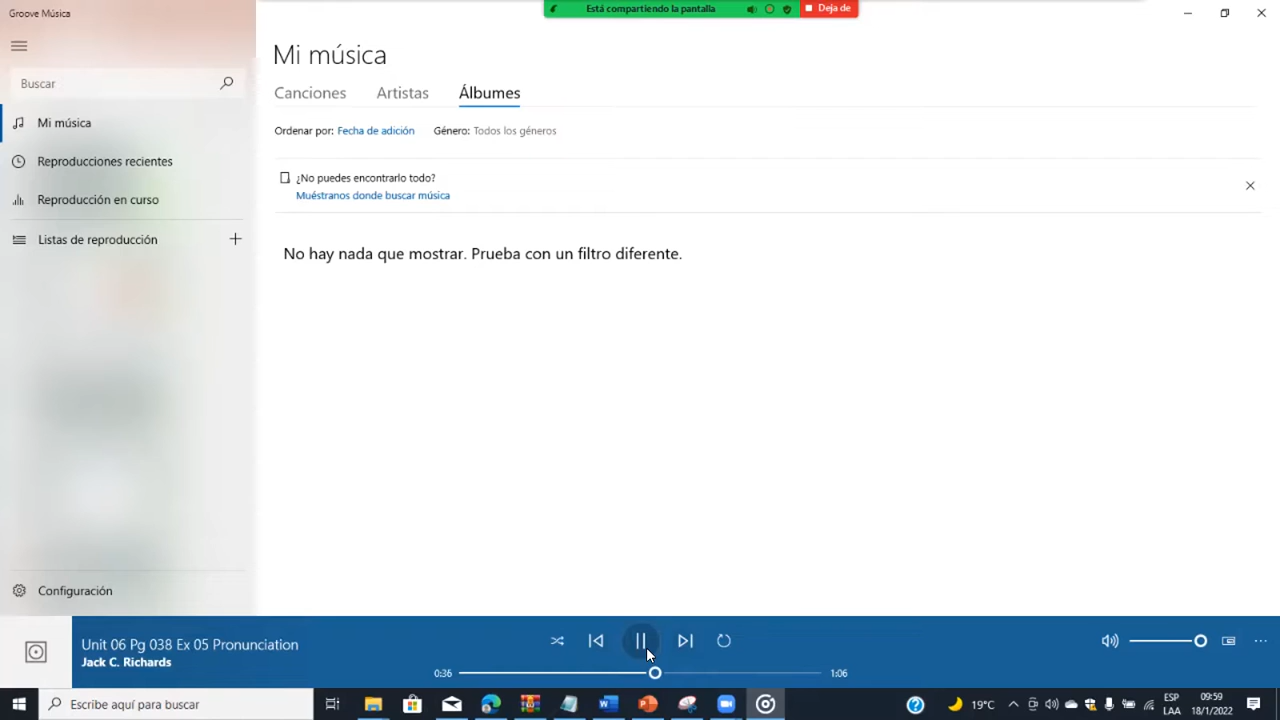 Groove Música
Está compartiendo la pantalla
Deja de
Mi música
Buscar
Canciones Artistas Álbumes
Mi música
Ordenar por: Fecha de adición Género: Todos los géneros
Reproducciones recientes
¿No puedes encontrarlo todo?
Muéstranos donde buscar música
Reproducción en curso
Listas de reproducción
No hay nada que mostrar. Prueba con un filtro diferente.
Configuración
Unit 06 Pg 038 Ex 05 Pronunciation
Jack C. Richards
0:36
1:06
Escribe aquí para buscar
19°C
ESP
LAA
09:59
18/1/2022